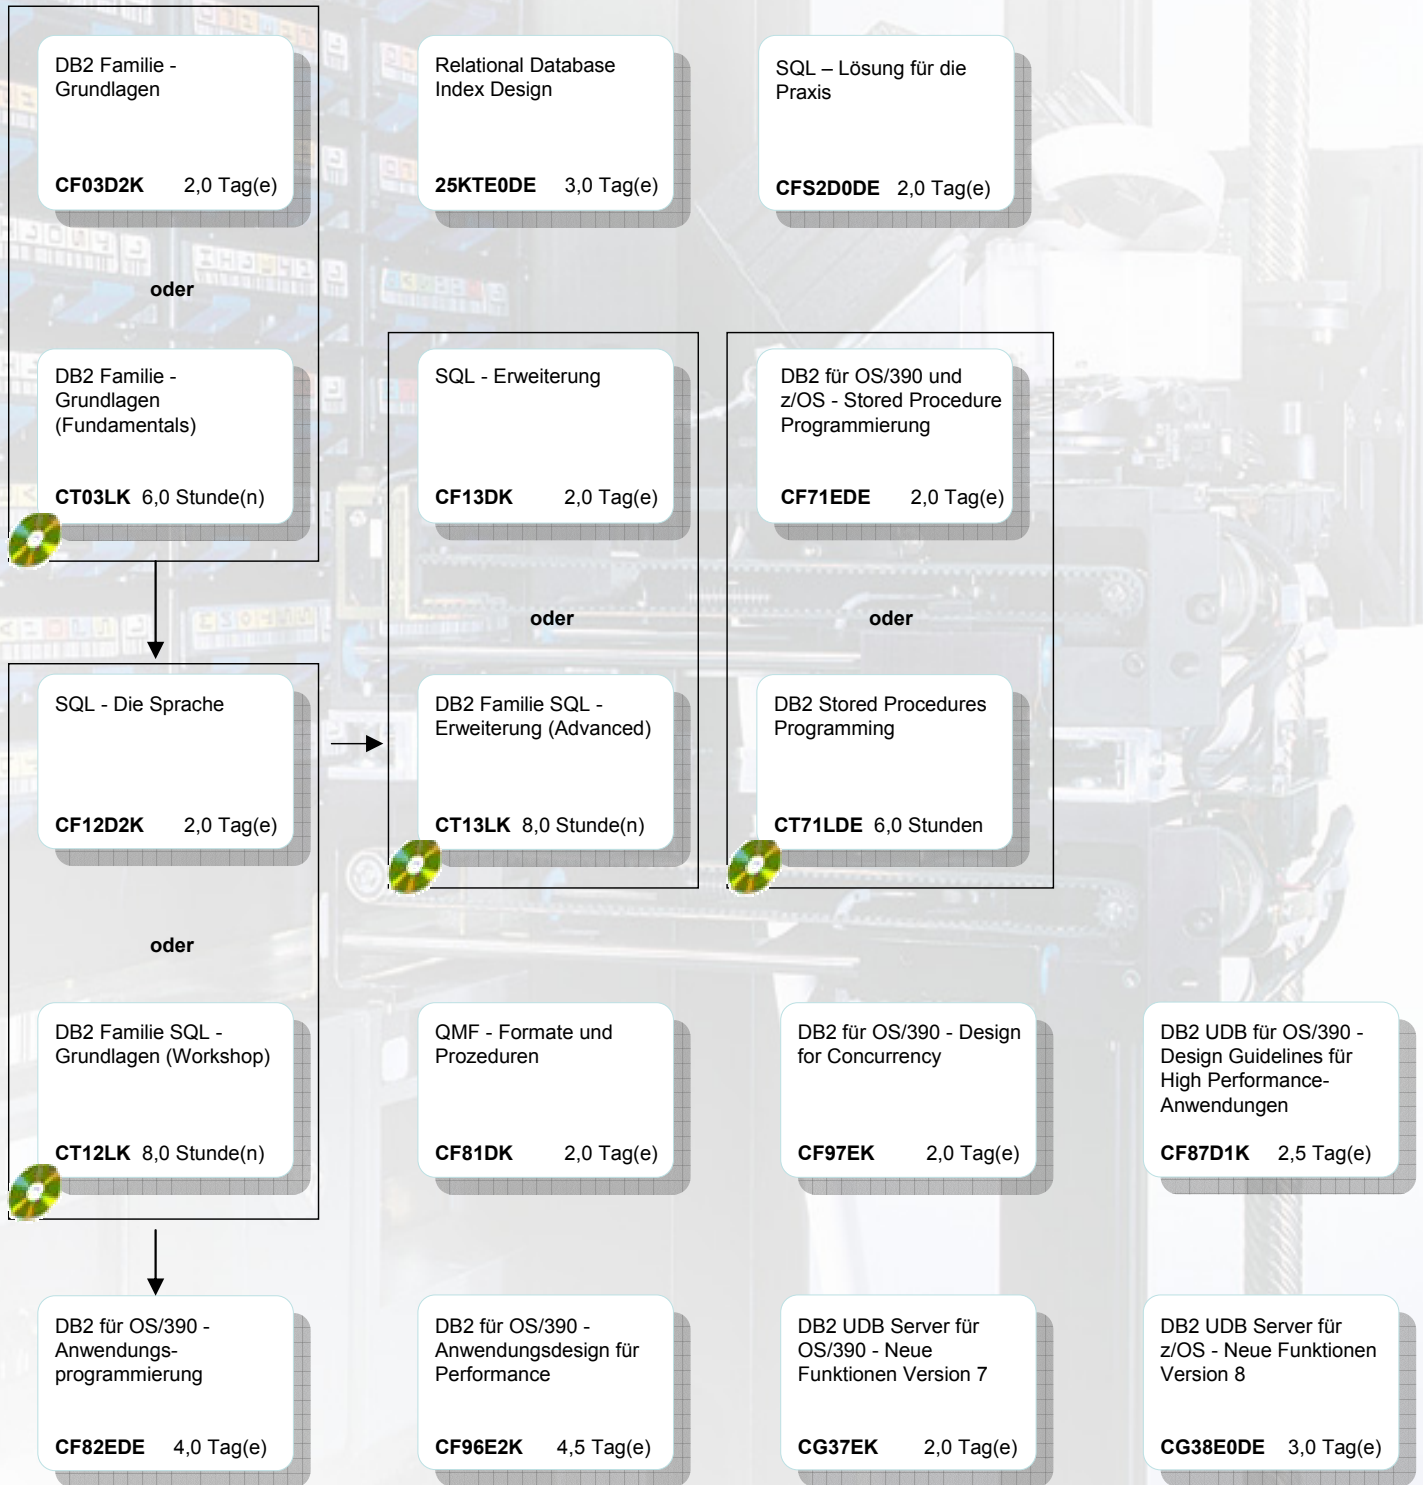 DB2 Familie -
Grundlagen
CF03D2K 2,0 Tag(e)
Relational Database
Index Design
25KTE0DE 3,0 Tag(e)
SQL – Lösung für die
Praxis
CFS2D0DE 2,0 Tag(e)
oder
DB2 Familie -
Grundlagen
(Fundamentals)
CT03LK 6,0 Stunde(n)
SQL - Erweiterung
CF13DK 2,0 Tag(e)
DB2 für OS/390 und
z/OS - Stored Procedure
Programmierung
CF71EDE 2,0 Tag(e)
oder
oder
SQL - Die Sprache
CF12D2K 2,0 Tag(e)
DB2 Familie SQL -
Erweiterung (Advanced)
CT13LK 8,0 Stunde(n)
DB2 Stored Procedures
Programming
CT71LDE 6,0 Stunden
oder
DB2 Familie SQL -
Grundlagen (Workshop)
CT12LK 8,0 Stunde(n)
QMF - Formate und
Prozeduren
CF81DK 2,0 Tag(e)
DB2 für OS/390 - Design
for Concurrency
CF97EK 2,0 Tag(e)
DB2 UDB für OS/390 -
Design Guidelines für
High Performance-
Anwendungen
CF87D1K 2,5 Tag(e)
DB2 für OS/390 -
Anwendungs-
programmierung
CF82EDE 4,0 Tag(e)
DB2 für OS/390 -
Anwendungsdesign für
Performance
CF96E2K 4,5 Tag(e)
DB2 UDB Server für
OS/390 - Neue
Funktionen Version 7
CG37EK 2,0 Tag(e)
DB2 UDB Server für
z/OS - Neue Funktionen
Version 8
CG38E0DE 3,0 Tag(e)